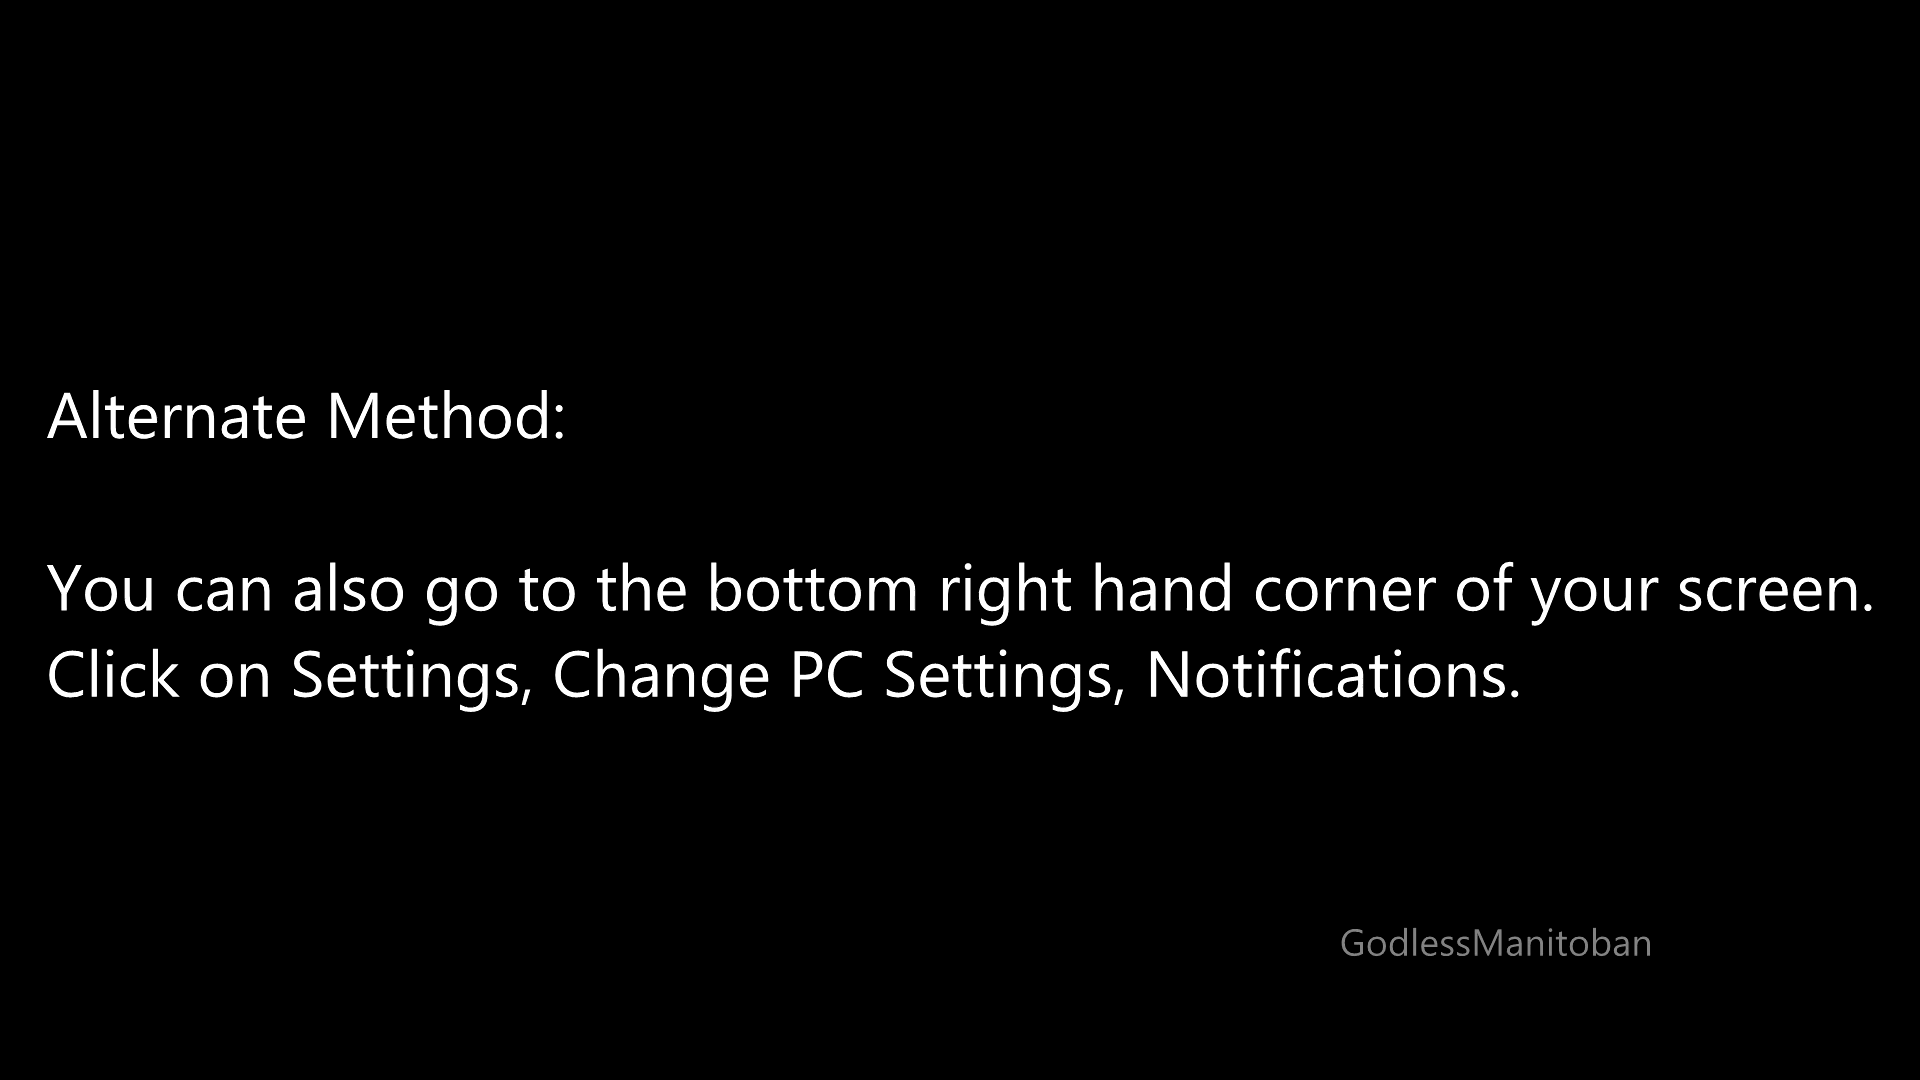 Alternate Method:
You can also go to the bottom right hand corner of your screen.
Click on Settings, Change PC Settings, Notifications.
GodlessManitoban